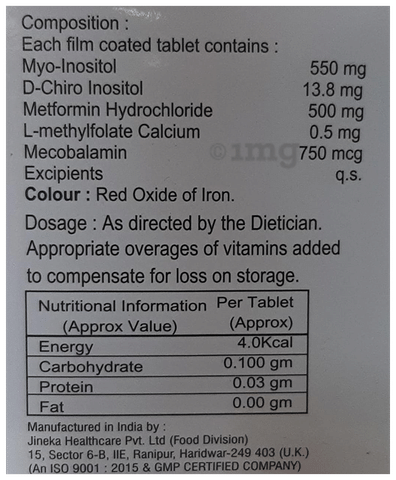 Composition :
Each film coated tablet contains :
Myo-Inositol 550 mg
D-Chiro Inositol 13.8 mg
Metformin Hydrochloride 500 mg
L-methylfolate Calcium 0.5 mg
Mecobalamin 750 mcg
1mg
Excipients q.s.
Colour : Red Oxide of Iron.
Dosage : As directed by the Dietician.
Appropriate overages of vitamins added
to compensate for loss on storage.
Nutritional Information Per Tablet
(Approx Value) (Approx)
Energy 4.0Kcal
Carbohydrate 0.100 gm
Protein 0.03 gm
Fat 0.00 gm
Manufactured in India by :
Jineka Healthcare Pvt. Ltd (Food Division)
15, Sector 6-B, IIE, Ranipur, Haridwar-249 403 (U.K.)
(An ISO 9001 : 2015 & GMP CERTIFIED COMPANY)